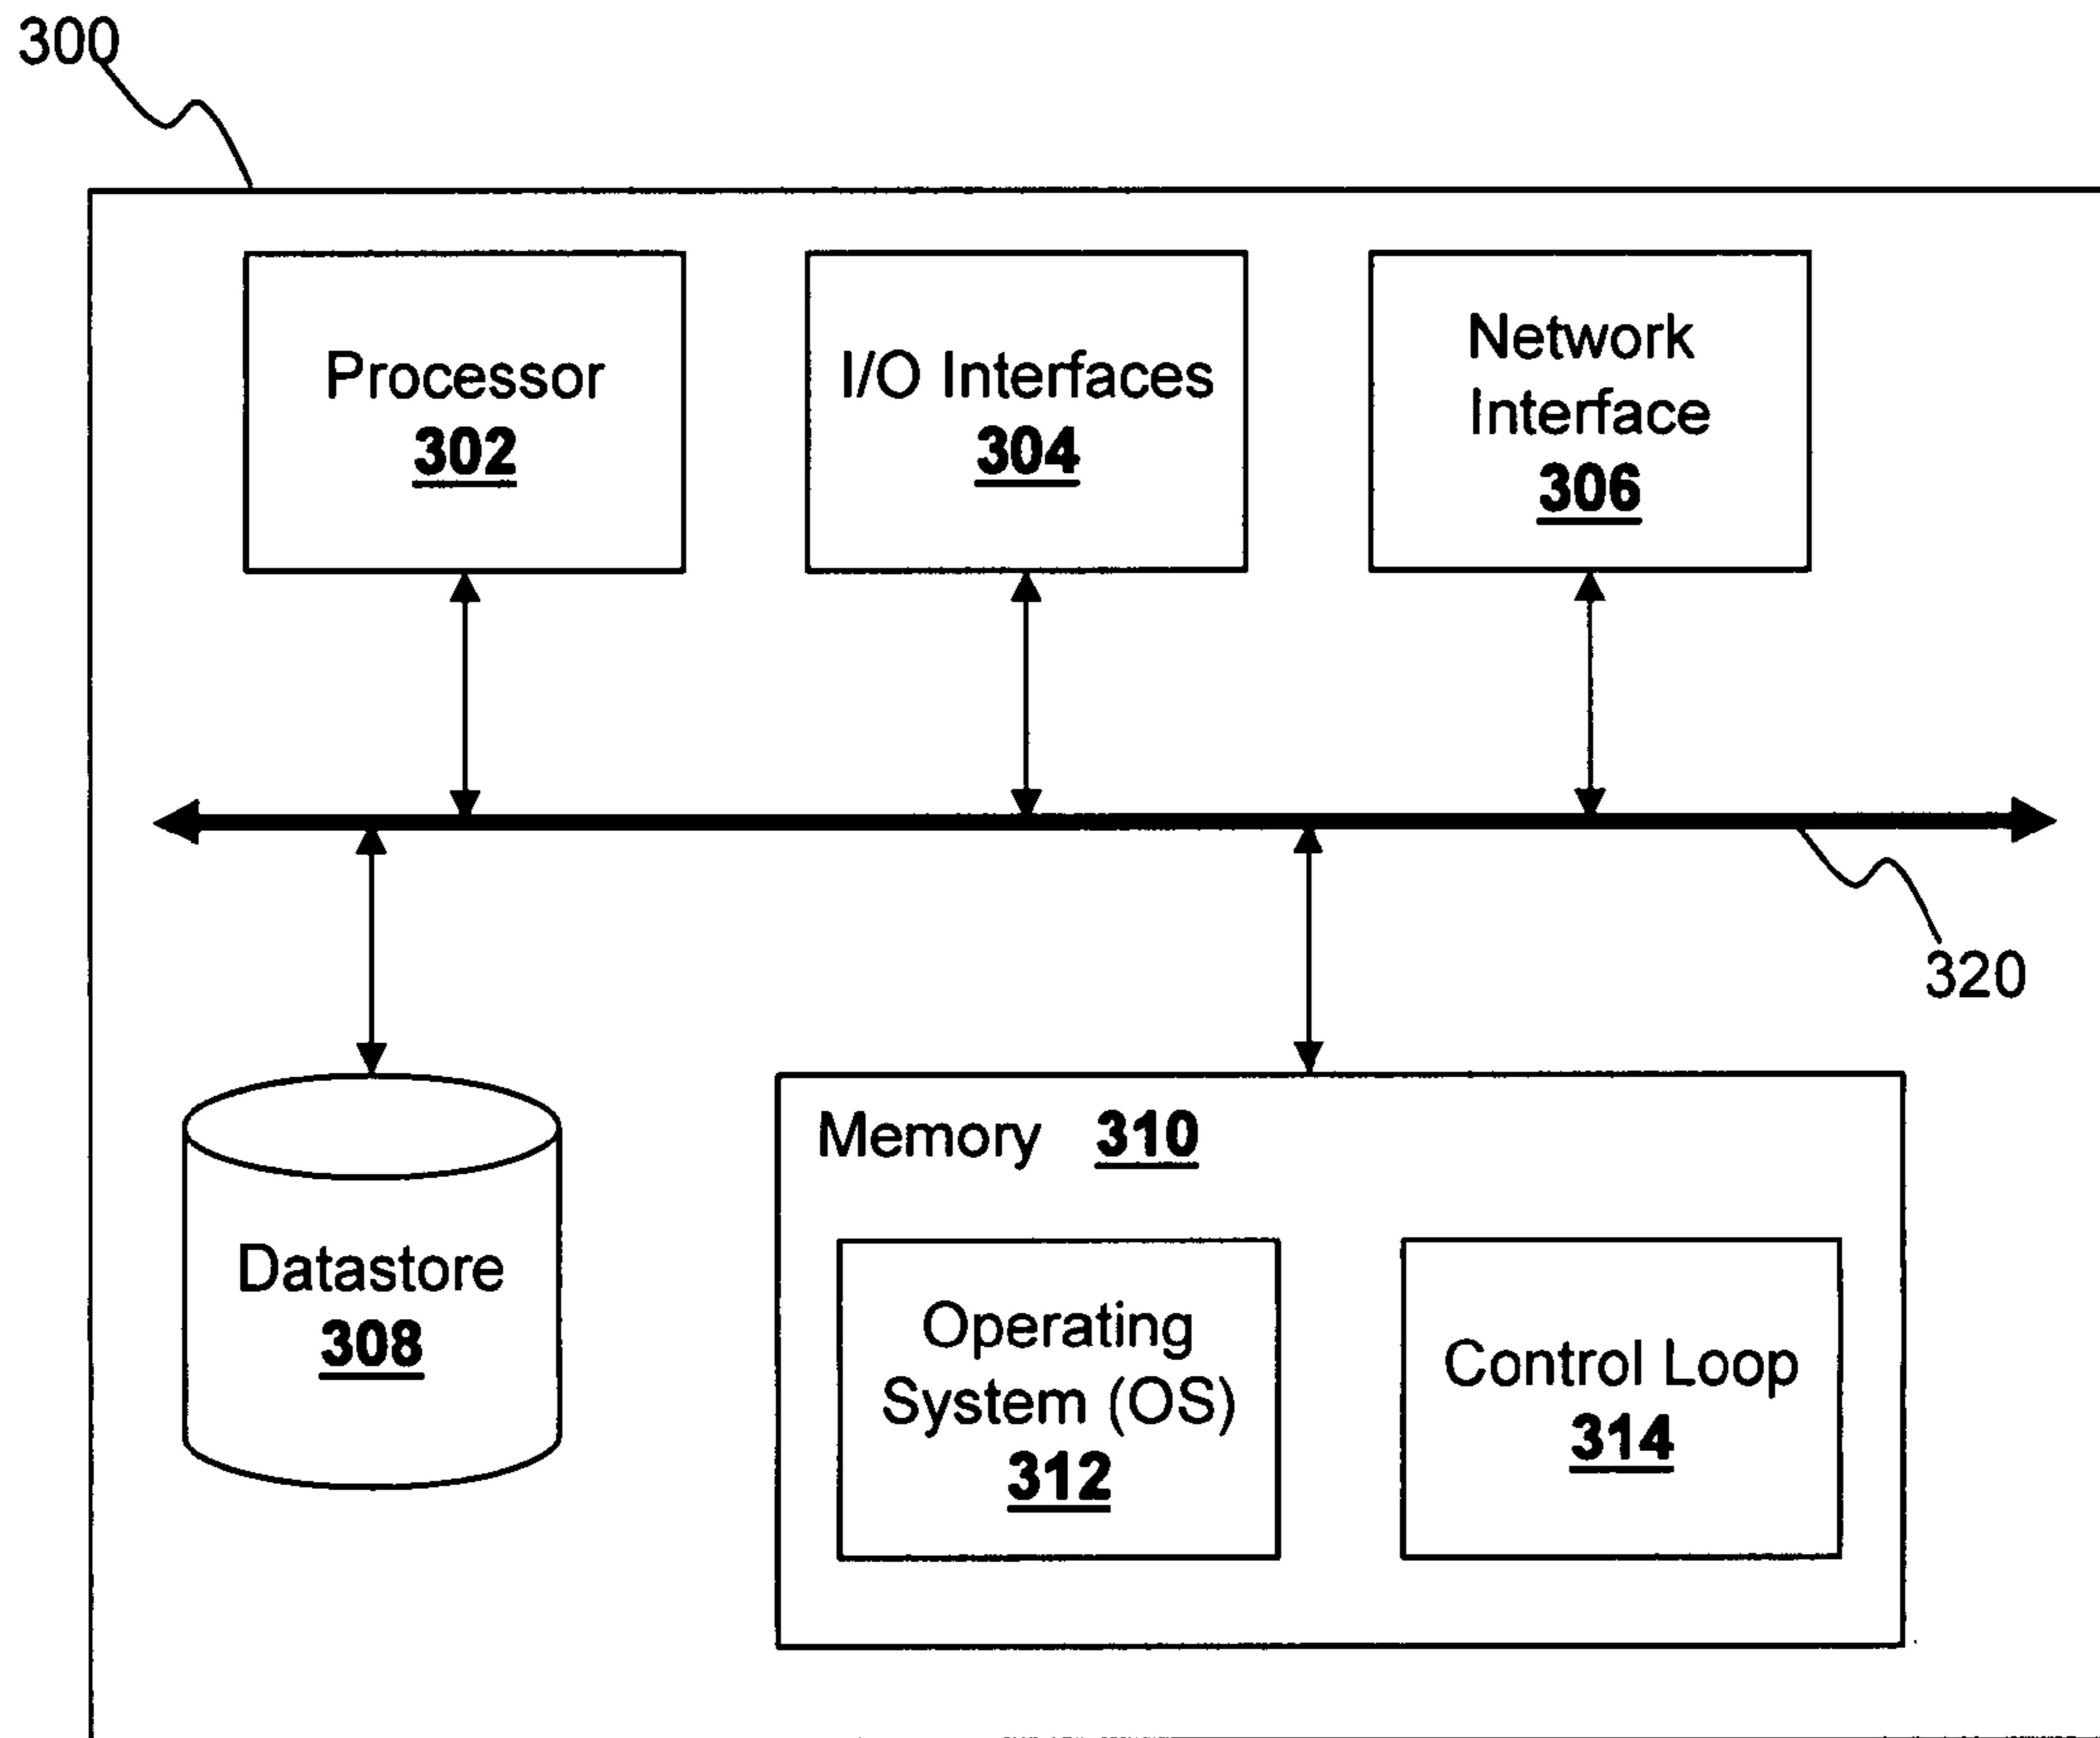 300
Processor
302
I/O Interfaces
304
Network
Interface
306
320
Datastore
308
Memory 310
Operating
System (OS)
312
Control Loop
314